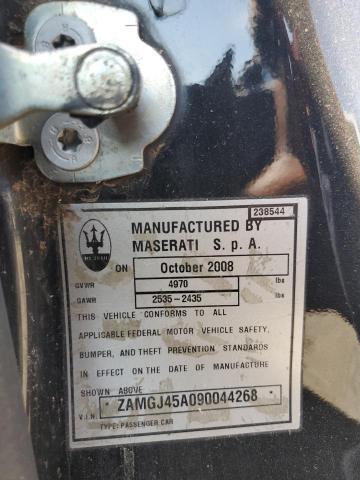 238544
MANUFACTURED BY
MASERATI S. p A.
ON October 2008
GVWR 4970 lbs
GAWR 2535-2435 lbs
THIS VEHICLE CONFORMS TO ALL
APPLICABLE FEDERAL MOTOR VEHICLE SAFETY,
BUMPER, AND THEFT PREVENTION STANDARDS
IN EFFECT ON THE DATE OF MANUFACTURE
SHOWN ABOVE
V.I.N. *ZAMGJ45A090044268*
TYPE: PASSENGER CAR